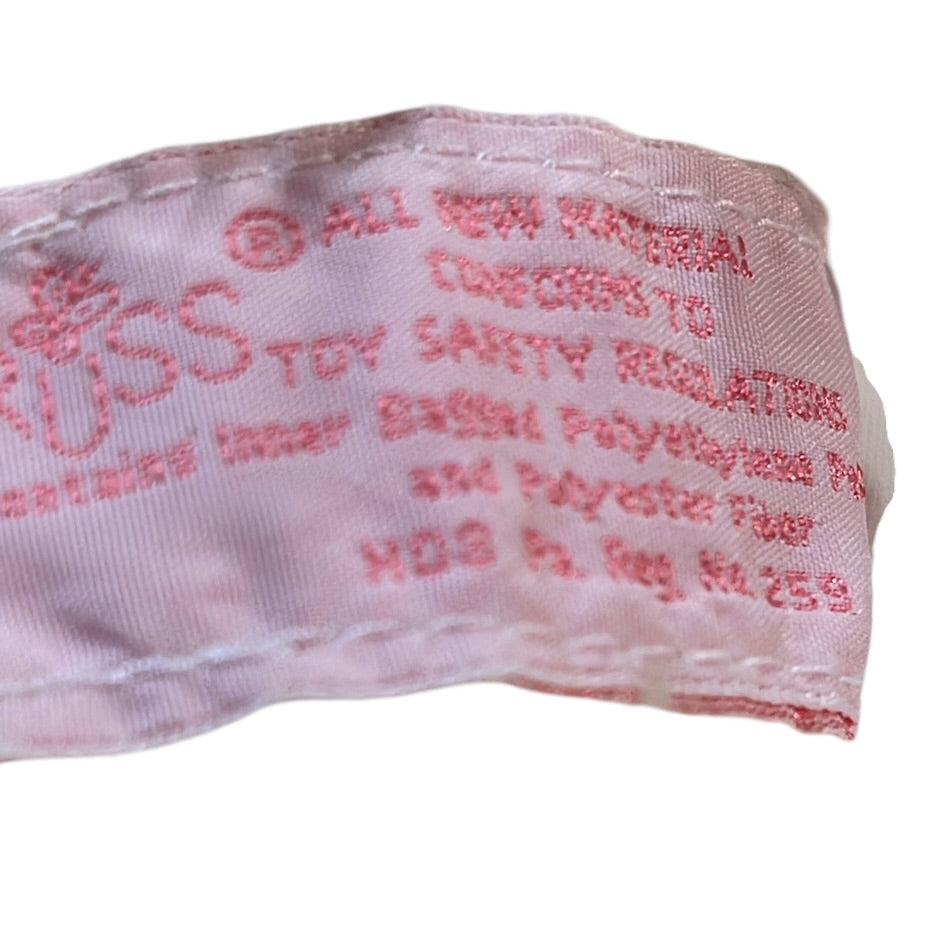 RUSS ® ALL NEW MATERIAL
CONFORMS TO
TOY SAFETY REGULATIONS
Contains Inner Bagged Polyethylene
and Polyester Fiber
Pa. Reg. No. 259